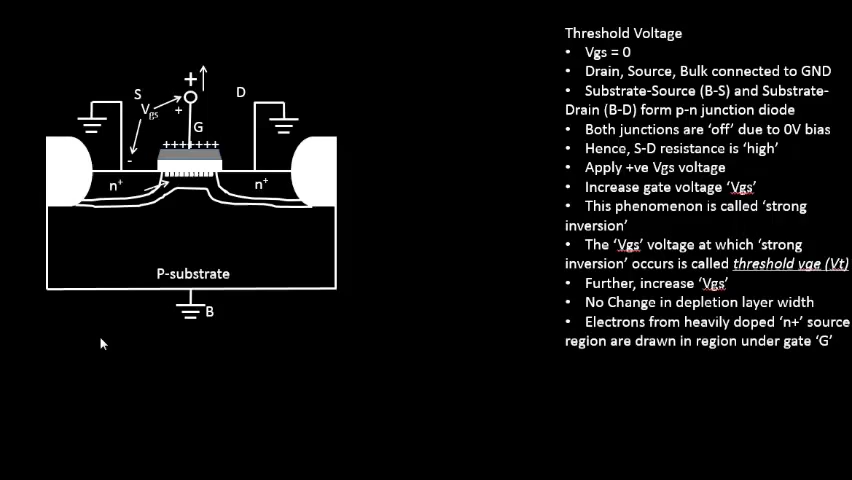 S
D
Vgs
+
+
G
+++++++
-
n+
n+
P-substrate
B
Threshold Voltage
• Vgs = 0
• Drain, Source, Bulk connected to GND
• Substrate-Source (B-S) and Substrate-
Drain (B-D) form p-n junction diode
• Both junctions are ‘off’ due to 0V bias
• Hence, S-D resistance is ‘high’
• Apply +ve Vgs voltage
• Increase gate voltage ‘Vgs’
• This phenomenon is called ‘strong
inversion’
• The ‘Vgs’ voltage at which ‘strong
inversion’ occurs is called threshold vge (Vt)
• Further, increase ‘Vgs’
• No Change in depletion layer width
• Electrons from heavily doped ‘n+’ source
region are drawn in region under gate ‘G’